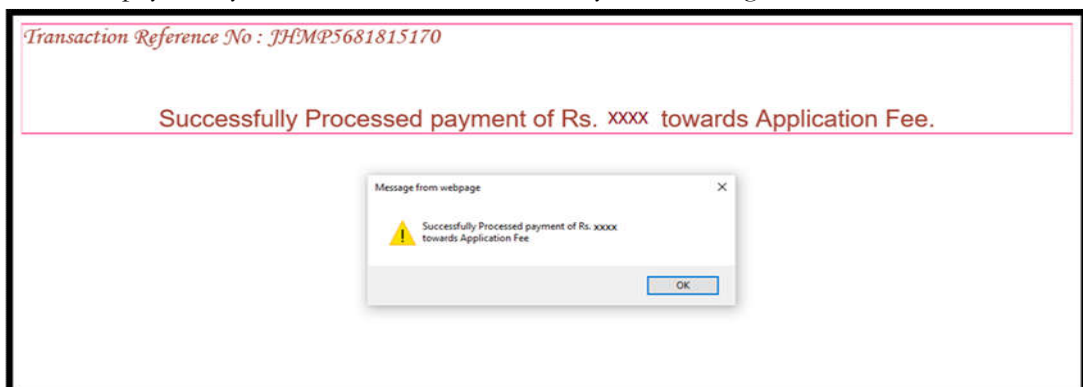 Transaction Reference No : JHMP5681815170
Successfully Processed payment of Rs. xxxx towards Application Fee.
Message from webpage
Successfully Processed payment of Rs. xxxx
towards Application Fee
OK